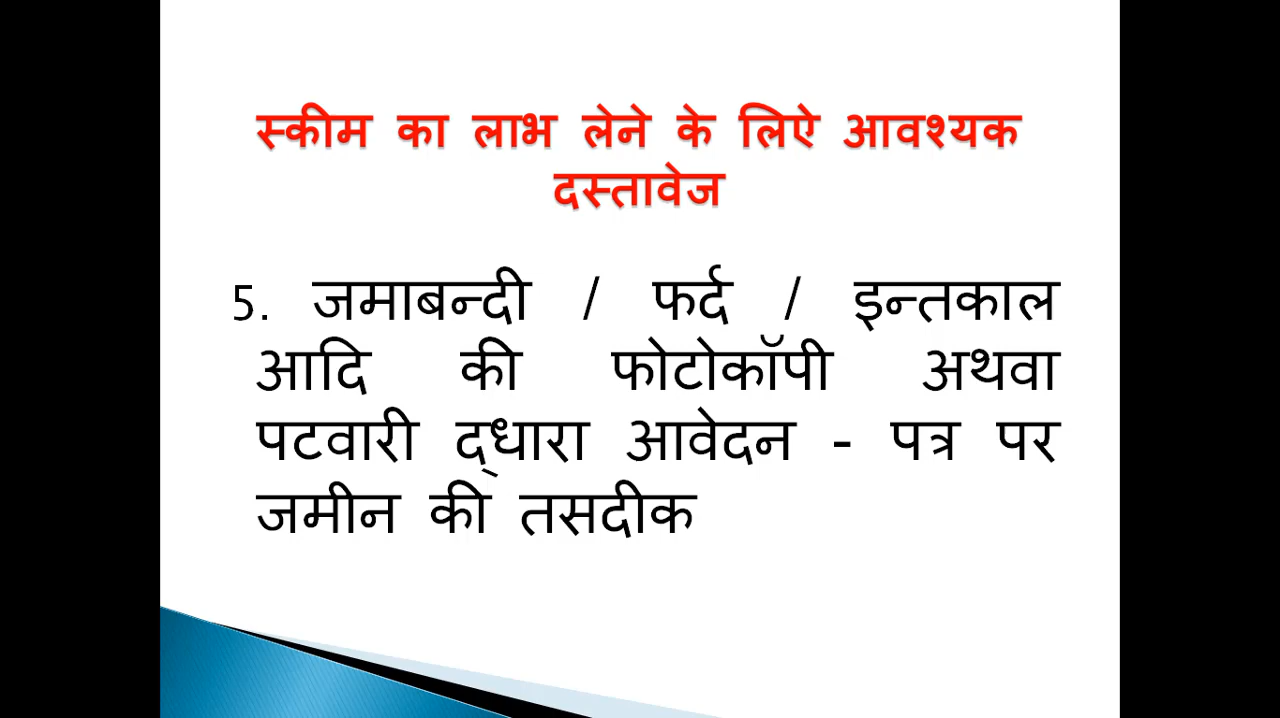 स्कीम का लाभ लेने के लिऐ आवश्यक
दस्तावेज
5. जमाबन्दी / फर्द / इन्तकाल
आदि की फोटोकॉपी अथवा
पटवारी द्धारा आवेदन - पत्र पर
जमीन की तसदीक